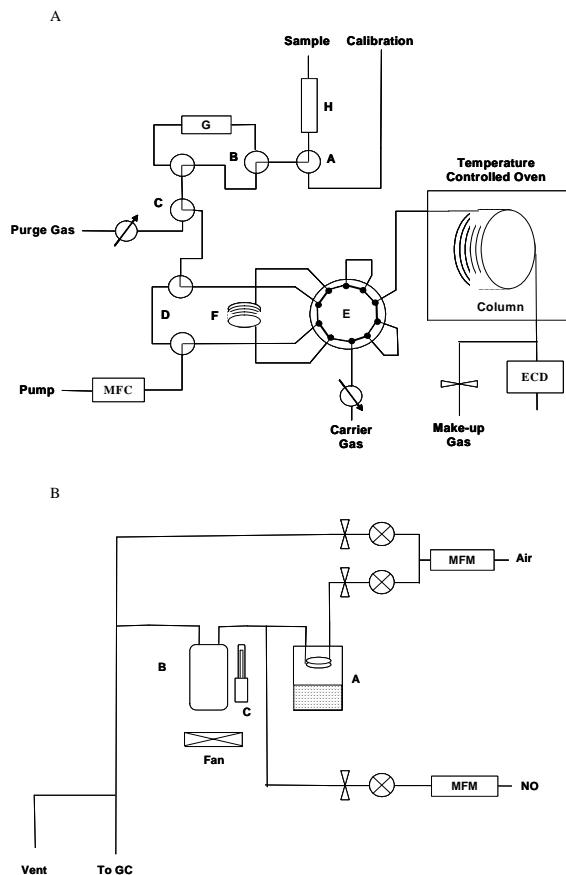 A
Sample Calibration
H
G
B A
Temperature
Controlled Oven
C
Purge Gas
D F E
Column
Pump MFC
ECD
Carrier
Gas
Make-up
Gas
B
MFM Air
B A
C
Fan
MFM NO
Vent To GC